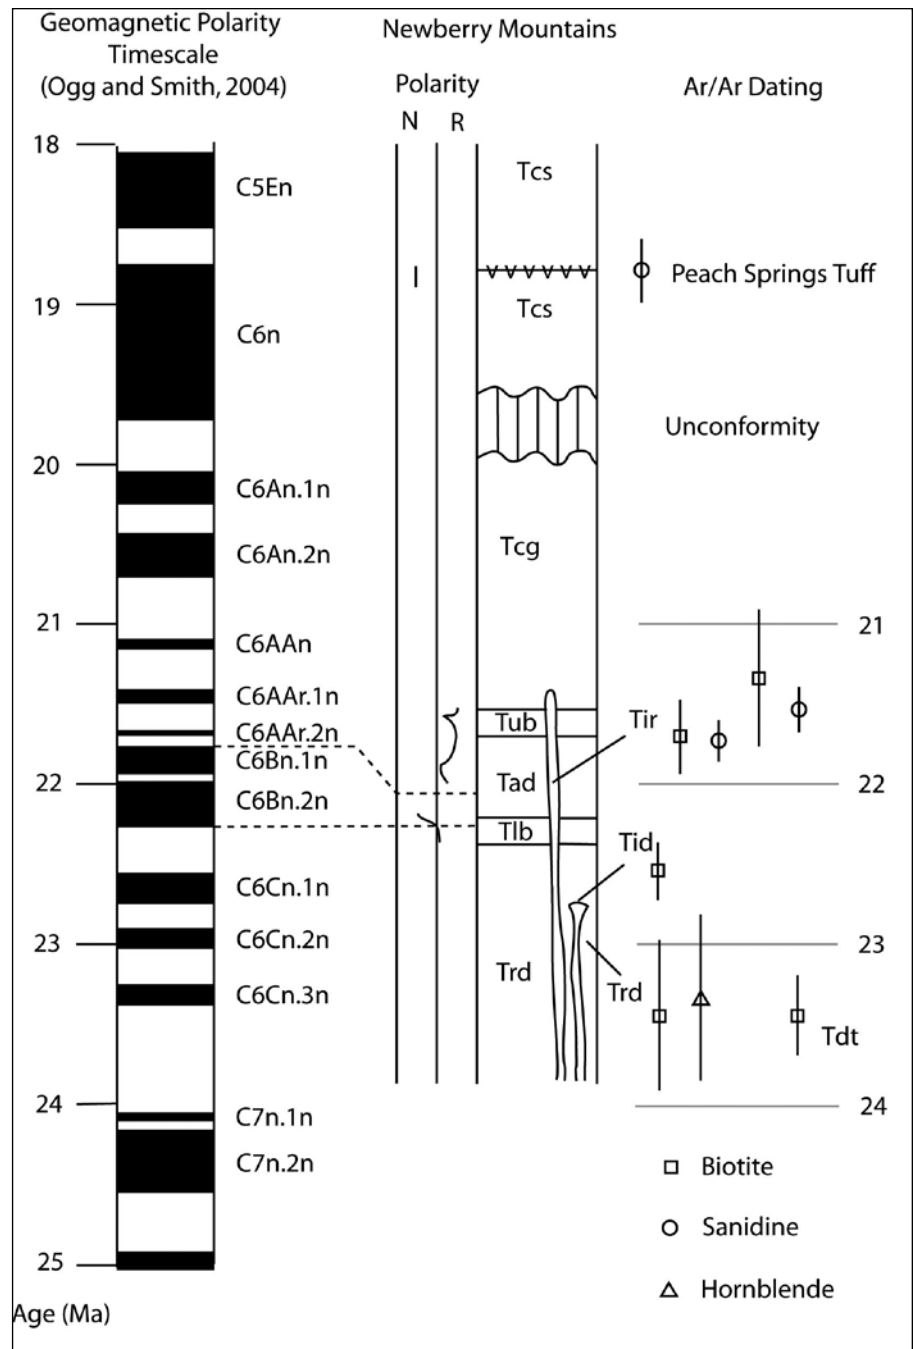 Geomagnetic Polarity
Timescale
(Ogg and Smith, 2004)
Newberry Mountains
Polarity
N
R
Ar/Ar Dating
18
19
20
21
22
23
24
25
Age (Ma)
C5En
C6n
C6An.1n
C6An.2n
C6AAn
C6AAr.1n
C6AAr.2n
C6Bn.1n
C6Bn.2n
C6Cn.1n
C6Cn.2n
C6Cn.3n
C7n.1n
C7n.2n
I
Tcs
V V V V V V
Tcs
Tcg
Tub
Tad
Tlb
Trd
Tir
Tid
Trd
Peach Springs Tuff
Unconformity
21
22
23
Tdt
24
Biotite
Sanidine
Hornblende